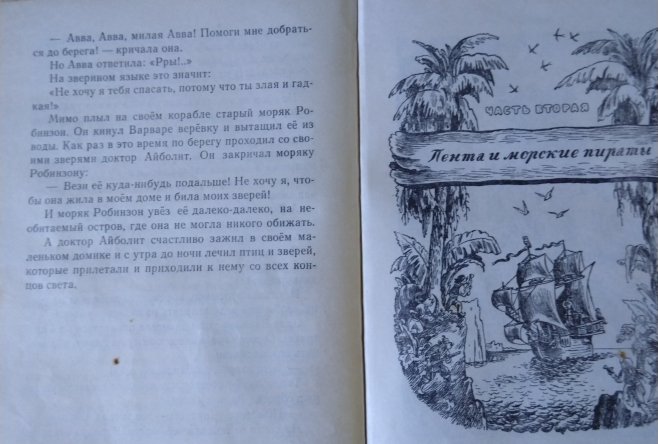 — Авва, Авва, милая Авва! Помоги мне добрать-
ся до берега! — кричала она.
Но Авва ответила: «Рры!..»
На зверином языке это значит:
«Не хочу я тебя спасать, потому что ты злая и гад-
кая!»
Мимо плыл на своём корабле старый моряк Ро-
бинзон. Он кинул Варваре верёвку и вытащил её из
воды. Как раз в это время по берегу проходил со сво-
ими зверями доктор Айболит. Он закричал моряку
Робинзону:
— Вези её куда-нибудь подальше! Не хочу я, что-
бы она жила в моём доме и била моих зверей!
И моряк Робинзон увёз её далеко-далеко, на не-
обитаемый остров, где она не могла никого обижать.
А доктор Айболит счастливо зажил в своём ма-
леньком домике и с утра до ночи лечил птиц и зверей,
которые прилетали и приходили к нему со всех кон-
цов света.
ЧАСТЬ ВТОРАЯ
Пента и морские пираты